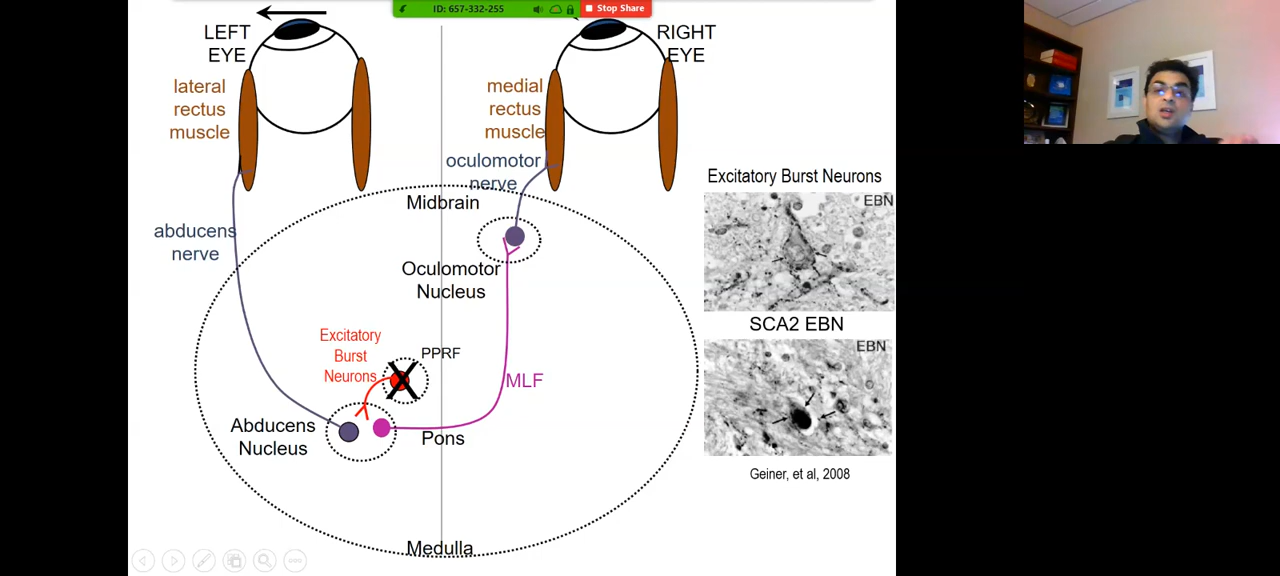 ID: 657-332-255
Stop Share
LEFT
EYE
RIGHT
EYE
lateral
rectus
muscle
medial
rectus
muscle
oculomotor
nerve
Midbrain
abducens
nerve
Oculomotor
Nucleus
Excitatory
Burst
Neurons
PPRF
MLF
Abducens
Nucleus
Pons
Medulla
Excitatory Burst Neurons
EBN
SCA2 EBN
EBN
Geiner, et al, 2008